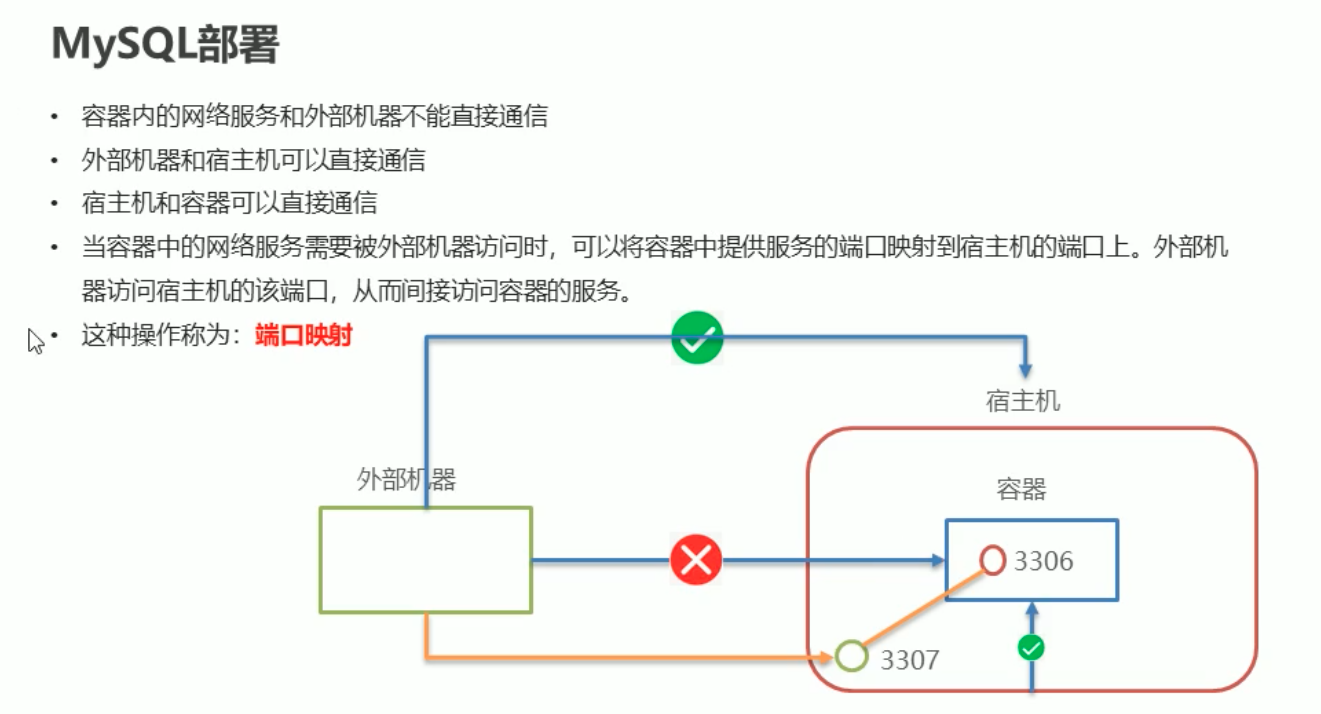 MySQL部署
• 容器内的网络服务和外部机器不能直接通信
• 外部机器和宿主机可以直接通信
• 宿主机和容器可以直接通信
• 当容器中的网络服务需要被外部机器访问时，可以将容器中提供服务的端口映射到宿主机的端口上。外部机
器访问宿主机的该端口，从而间接访问容器的服务。
• 这种操作称为：端口映射
宿主机
外部机器
容器
3306
3307